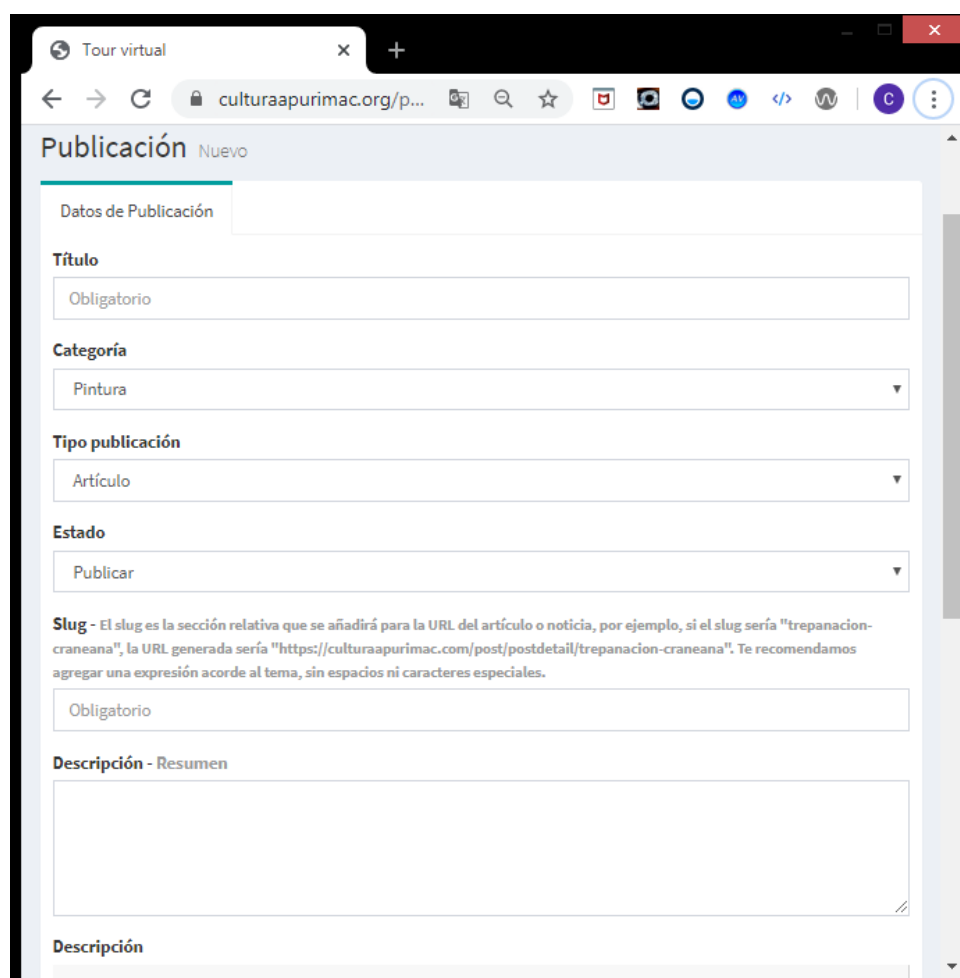 Tour virtual
culturaapurimac.org/p...
C
Publicación Nuevo
Datos de Publicación
Título
Obligatorio
Categoría
Pintura
Tipo publicación
Artículo
Estado
Publicar
Slug - El slug es la sección relativa que se añadirá para la URL del artículo o noticia, por ejemplo, si el slug sería "trepanacion-
craneana", la URL generada sería "https://culturaapurimac.com/post/postdetail/trepanacion-craneana". Te recomendamos
agregar una expresión acorde al tema, sin espacios ni caracteres especiales.
Obligatorio
Descripción - Resumen
Descripción